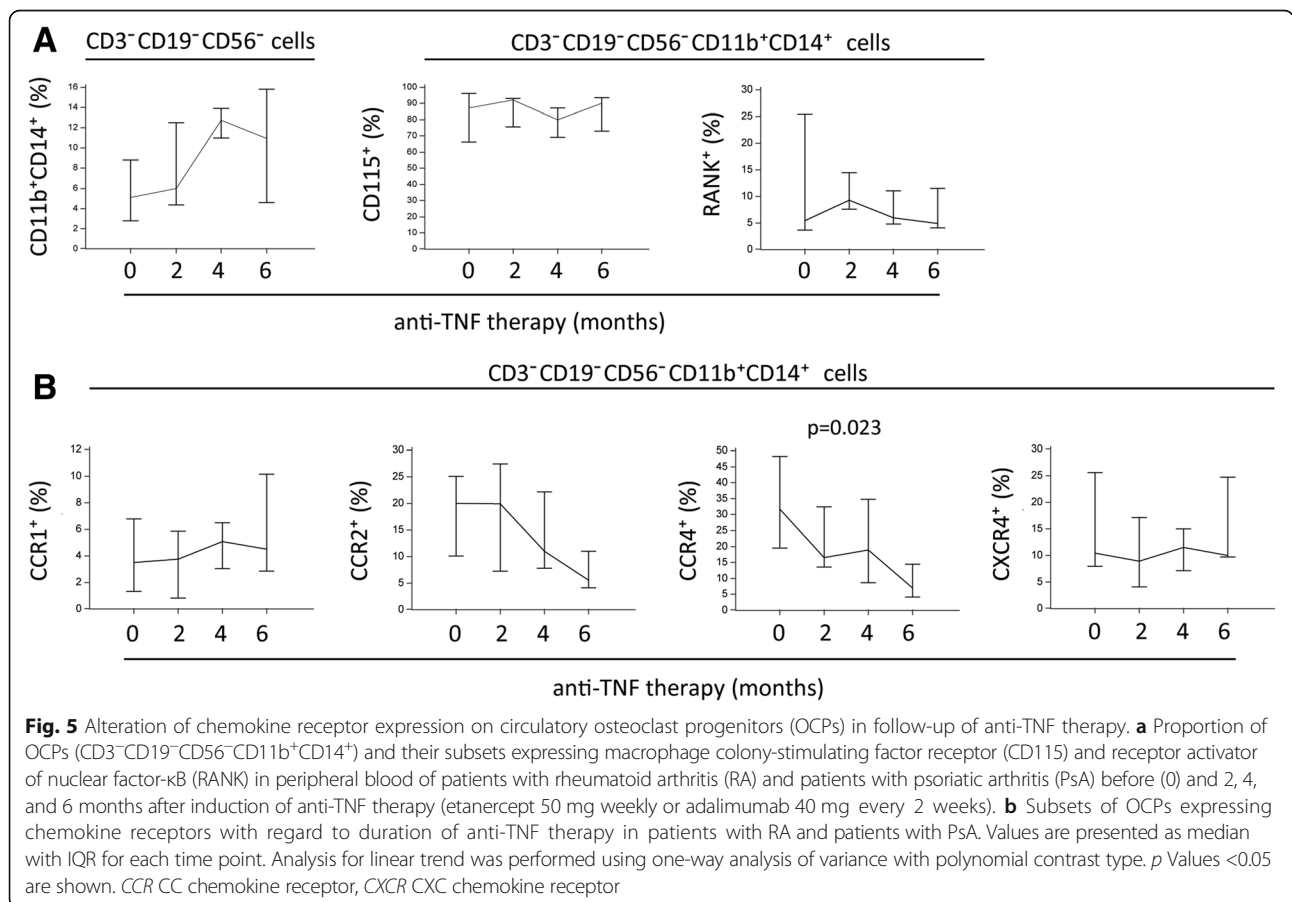 A
CD3⁻CD19⁻CD56⁻ cells
CD3⁻CD19⁻CD56⁻CD11b⁺CD14⁺ cells
CD11b⁺CD14⁺ (%)
16
14
12
10
8
6
4
2
0
0 2 4 6
CD115⁺ (%)
100
90
80
70
60
50
40
30
20
10
0
0 2 4 6
RANK⁺ (%)
30
25
20
15
10
5
0
0 2 4 6
anti-TNF therapy (months)
B
CD3⁻CD19⁻CD56⁻CD11b⁺CD14⁺ cells
CCR1⁺ (%)
12
10
8
6
4
2
0
0 2 4 6
CCR2⁺ (%)
30
25
20
15
10
5
0
0 2 4 6
p=0.023
CCR4⁺ (%)
50
45
40
35
30
25
20
15
10
5
0
0 2 4 6
CXCR4⁺ (%)
30
25
20
15
10
5
0
0 2 4 6
anti-TNF therapy (months)
Fig. 5 Alteration of chemokine receptor expression on circulatory osteoclast progenitors (OCPs) in follow-up of anti-TNF therapy. a Proportion of
OCPs (CD3⁻CD19⁻CD56⁻CD11b⁺CD14⁺) and their subsets expressing macrophage colony-stimulating factor receptor (CD115) and receptor activator
of nuclear factor-κB (RANK) in peripheral blood of patients with rheumatoid arthritis (RA) and patients with psoriatic arthritis (PsA) before (0) and 2, 4,
and 6 months after induction of anti-TNF therapy (etanercept 50 mg weekly or adalimumab 40 mg every 2 weeks). b Subsets of OCPs expressing
chemokine receptors with regard to duration of anti-TNF therapy in patients with RA and patients with PsA. Values are presented as median
with IQR for each time point. Analysis for linear trend was performed using one-way analysis of variance with polynomial contrast type. p Values <0.05
are shown. CCR CC chemokine receptor, CXCR CXC chemokine receptor